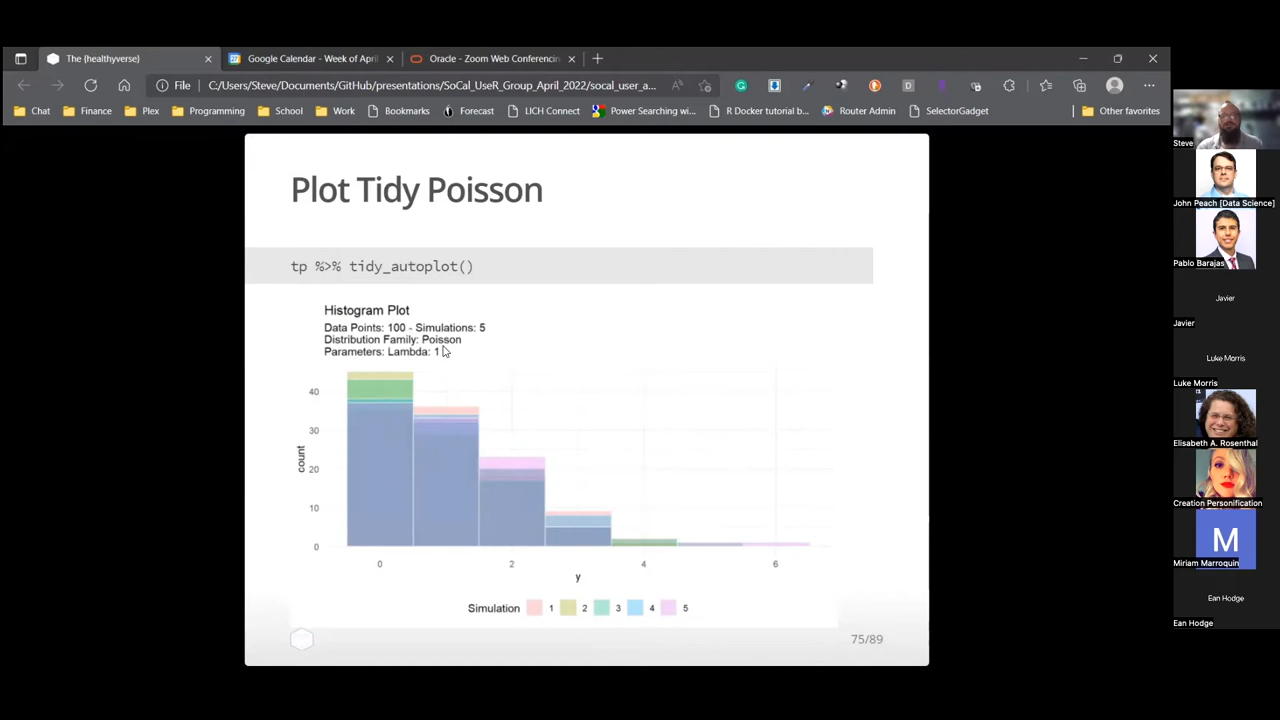 The {healthyverse}
Google Calendar - Week of April
Oracle - Zoom Web Conferencin
File
C:/Users/Steve/Documents/GitHub/presentations/SoCal_UseR_Group_April_2022/socal_user_a...
Chat
Finance
Plex
Programming
School
Work
Bookmarks
Forecast
LICH Connect
Power Searching wi...
R Docker tutorial b...
Router Admin
SelectorGadget
Other favorites
Plot Tidy Poisson
tp %>% tidy_autoplot()
Histogram Plot
Data Points: 100 - Simulations: 5
Distribution Family: Poisson
Parameters: Lambda: 1
40
30
20
10
0
count
0 2 4 6
y
Simulation 1 2 3 4 5
75/89
Steve
John Peach [Data Science]
Pablo Barajas
Javier
Javier
Luke Morris
Luke Morris
Elisabeth A. Rosenthal
Creation Personification
M
Miriam Marroquin
Ean Hodge
Ean Hodge